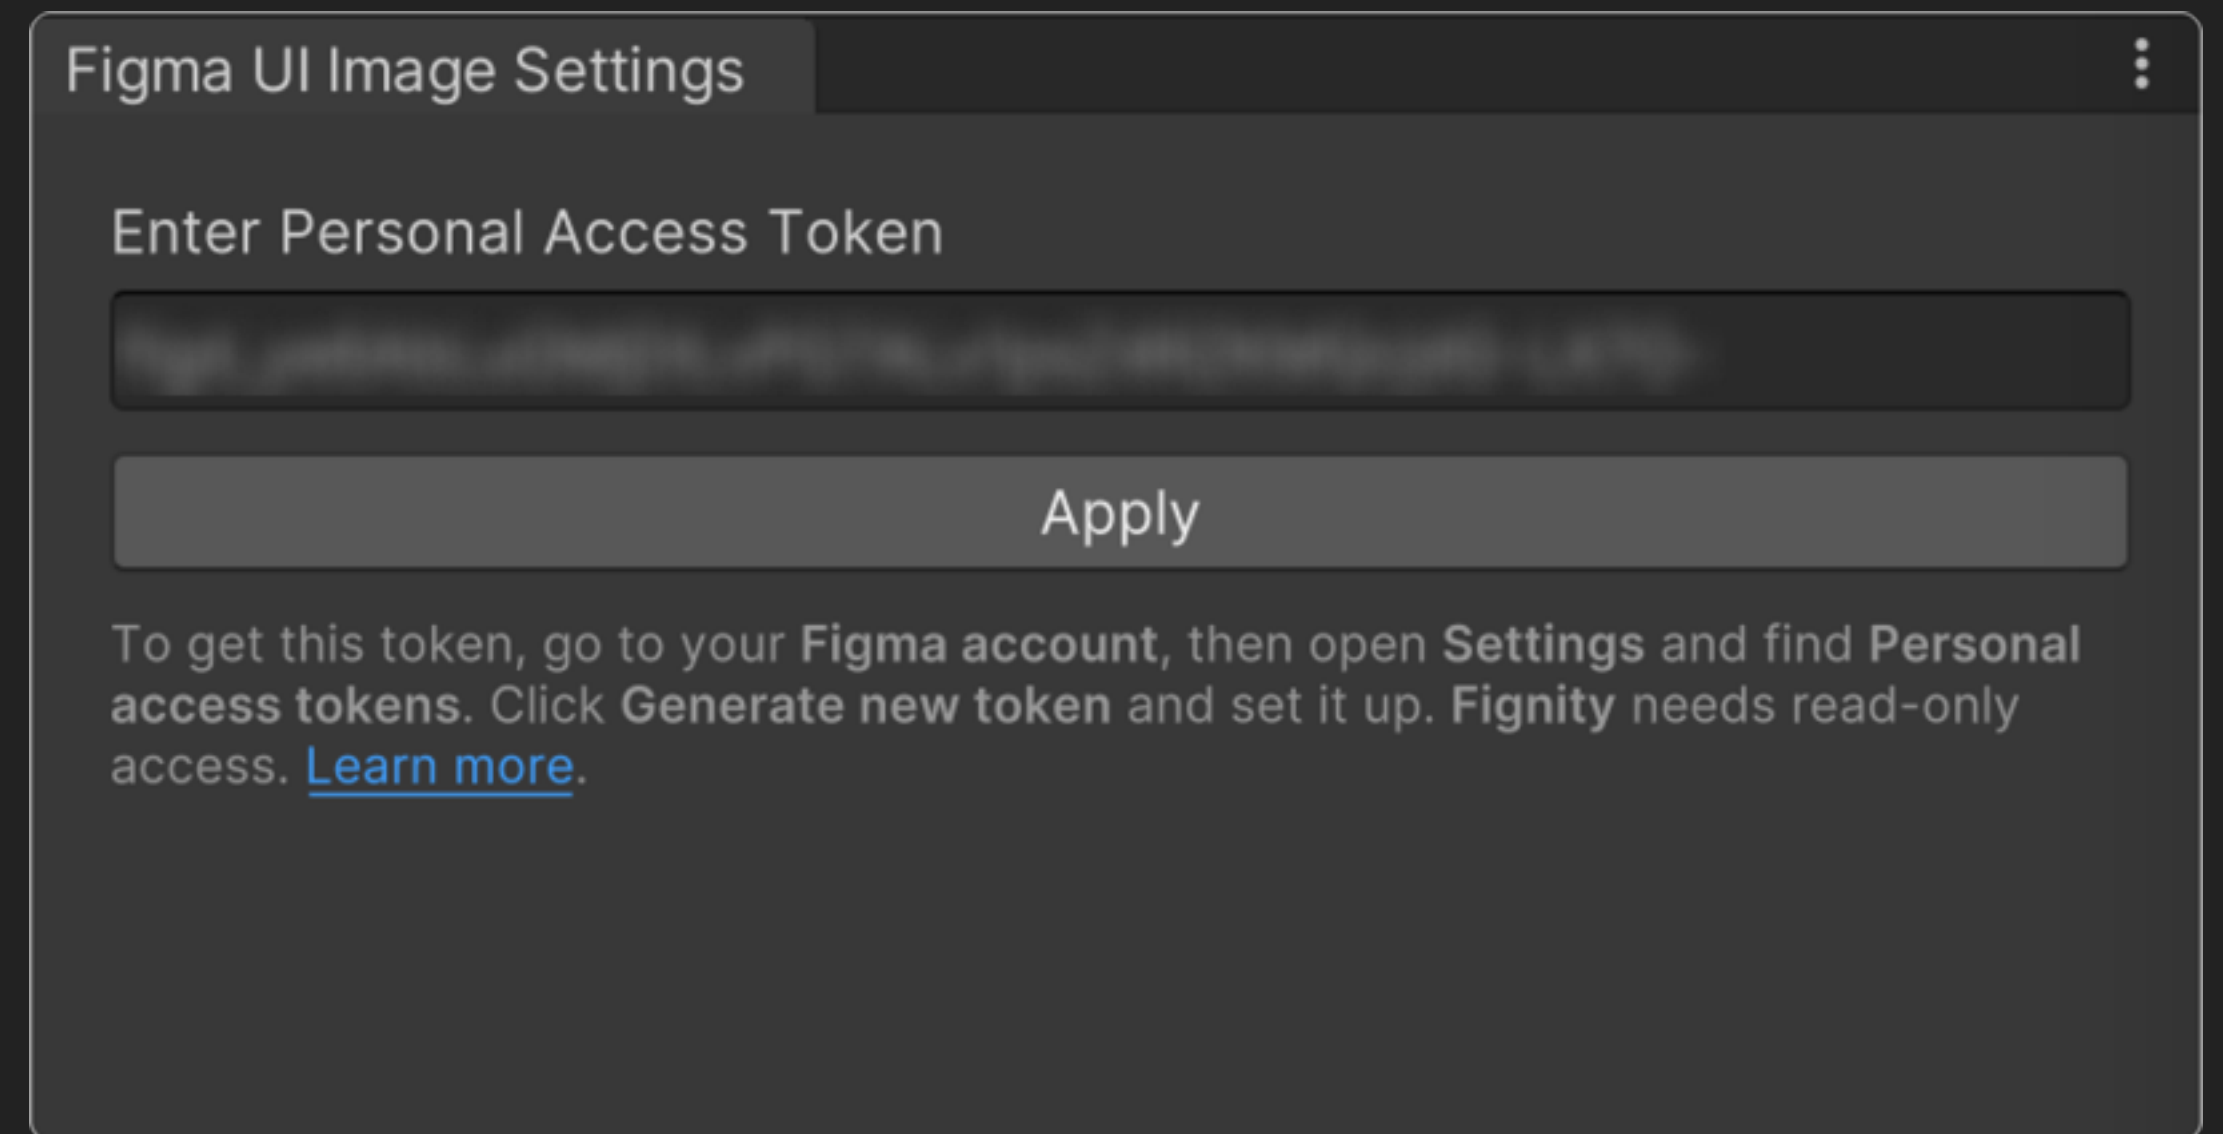 Figma UI Image Settings
Enter Personal Access Token
Apply
To get this token, go to your Figma account, then open Settings and find Personal
access tokens. Click Generate new token and set it up. Fignity needs read-only
access. Learn more.